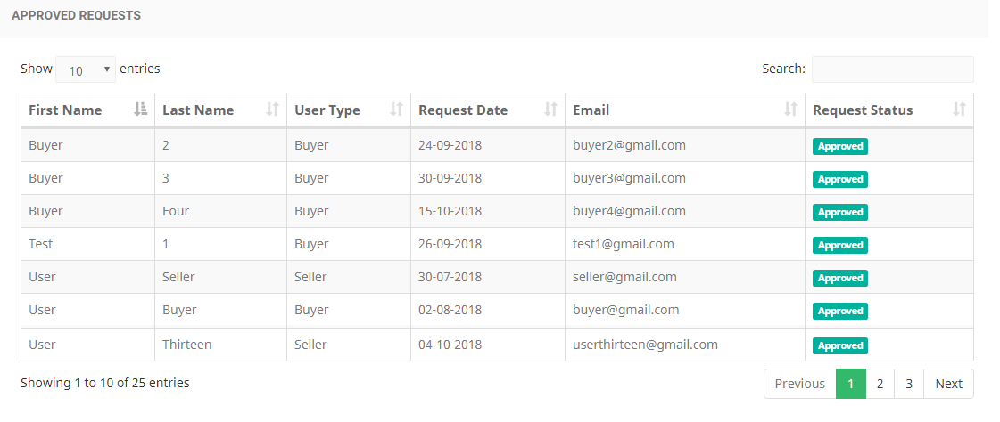 APPROVED REQUESTS
Show 10 entries Search:
First Name Last Name User Type Request Date Email Request Status
Buyer 2 Buyer 24-09-2018 buyer2@gmail.com Approved
Buyer 3 Buyer 30-09-2018 buyer3@gmail.com Approved
Buyer Four Buyer 15-10-2018 buyer4@gmail.com Approved
Test 1 Buyer 26-09-2018 test1@gmail.com Approved
User Seller Seller 30-07-2018 seller@gmail.com Approved
User Buyer Buyer 02-08-2018 buyer@gmail.com Approved
User Thirteen Seller 04-10-2018 userthirteen@gmail.com Approved
Showing 1 to 10 of 25 entries Previous 1 2 3 Next